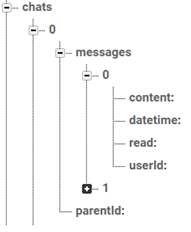 chats
0
messages
0
content:
datetime:
read:
userId:
1
parentId: